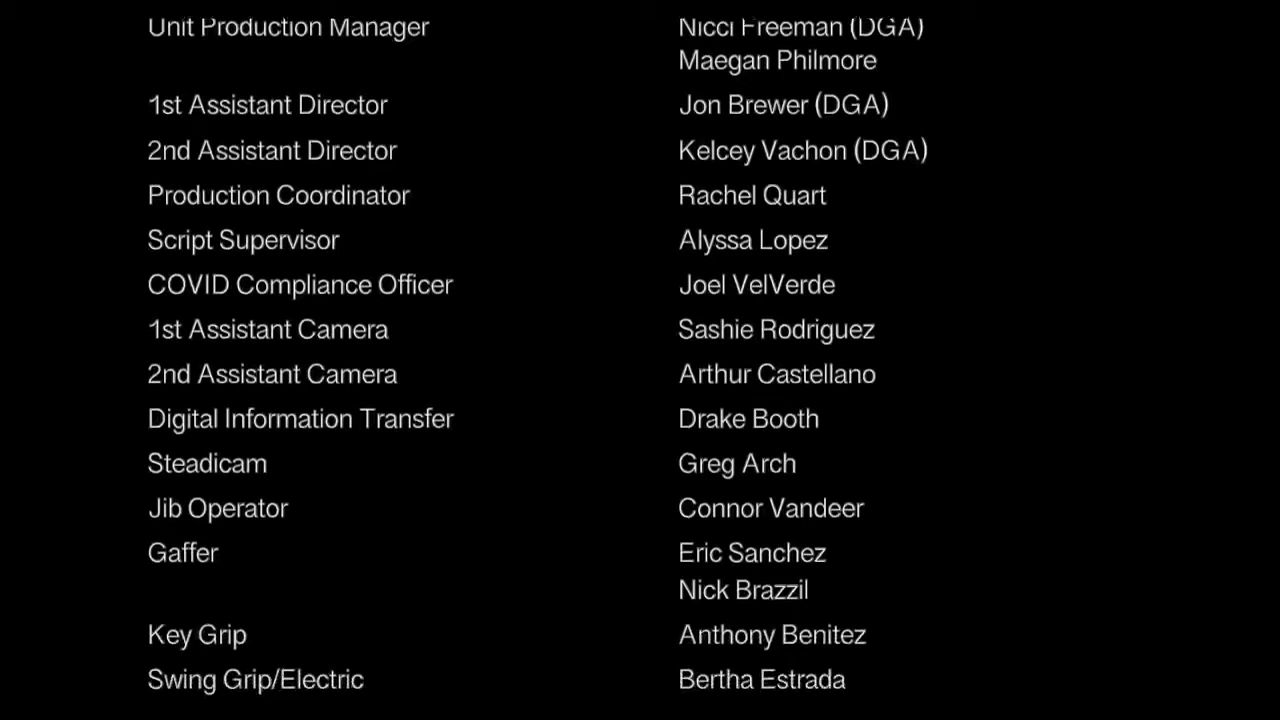 Unit Production Manager Nicci Freeman (DGA)
Maegan Philmore
1st Assistant Director Jon Brewer (DGA)
2nd Assistant Director Kelcey Vachon (DGA)
Production Coordinator Rachel Quart
Script Supervisor Alyssa Lopez
COVID Compliance Officer Joel VelVerde
1st Assistant Camera Sashie Rodriguez
2nd Assistant Camera Arthur Castellano
Digital Information Transfer Drake Booth
Steadicam Greg Arch
Jib Operator Connor Vandeer
Gaffer Eric Sanchez
Nick Brazzil
Key Grip Anthony Benitez
Swing Grip/Electric Bertha Estrada